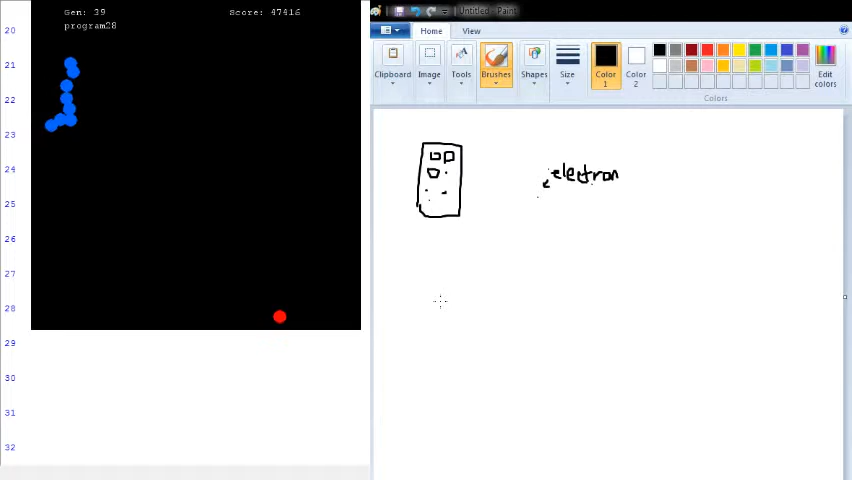 Gen: 39
Score: 47416
program28
20
21
22
23
24
25
26
27
28
29
30
31
32
Untitled - Paint
Home
View
Clipboard
Image
Tools
Brushes
Shapes
Size
Color 1
Color 2
Edit colors
Colors
electron